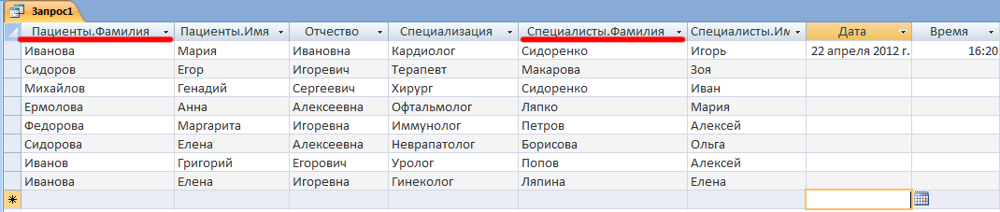 Запрос1
Пациенты.Фамилия Пациенты.Имя Отчество Специализация Специалисты.Фамилия Специалисты.Им Дата Время
Иванова Мария Ивановна Кардиолог Сидоренко Игорь 22 апреля 2012 г. 16:20
Сидоров Егор Игоревич Терапевт Макарова Зоя
Михайлов Генадий Сергеевич Хирург Сидоренко Иван
Ермолова Анна Алексеевна Офтальмолог Ляпко Мария
Федорова Маргарита Игоревна Иммунолог Петров Алексей
Сидорова Елена Алексеевна Неврапатолог Борисова Ольга
Иванов Григорий Егорович Уролог Попов Алексей
Иванова Елена Игоревна Гинеколог Ляпина Елена